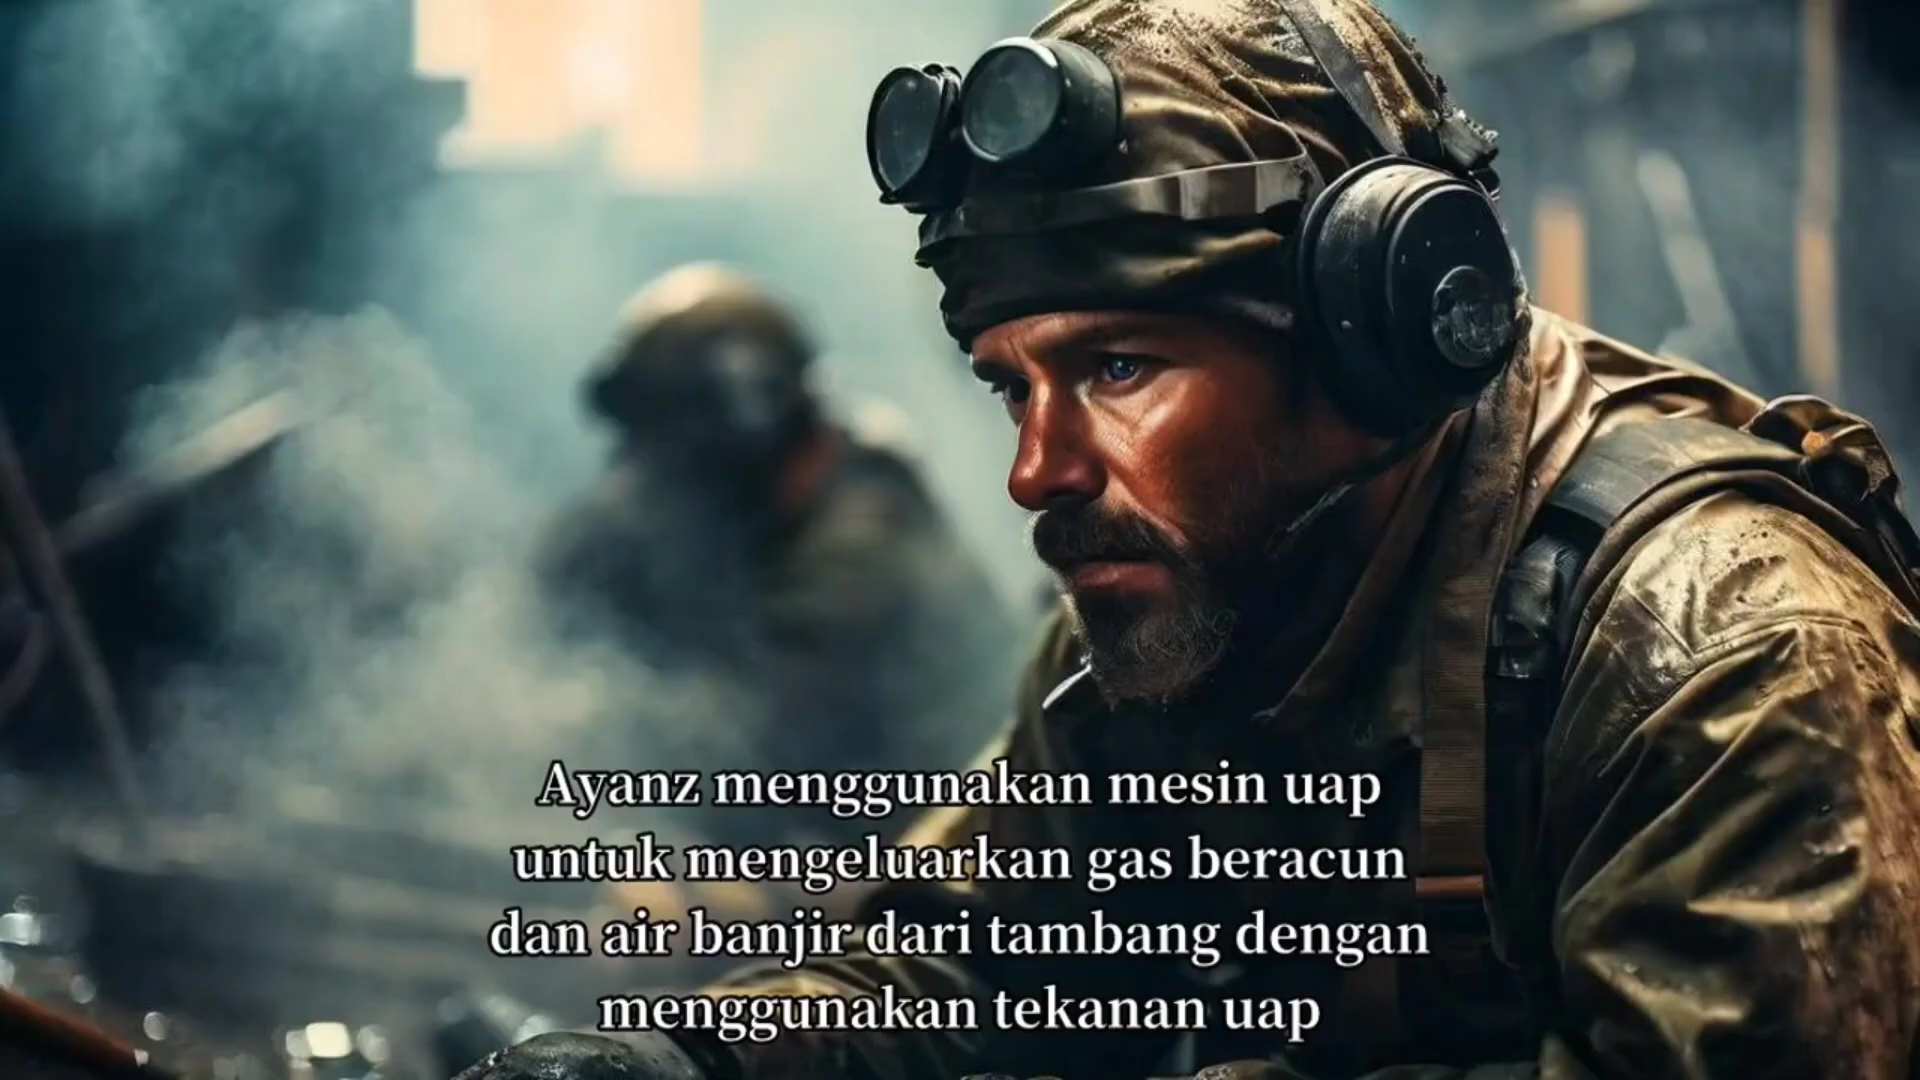 Ayanz menggunakan mesin uap
untuk mengeluarkan gas beracun
dan air banjir dari tambang dengan
menggunakan tekanan uap